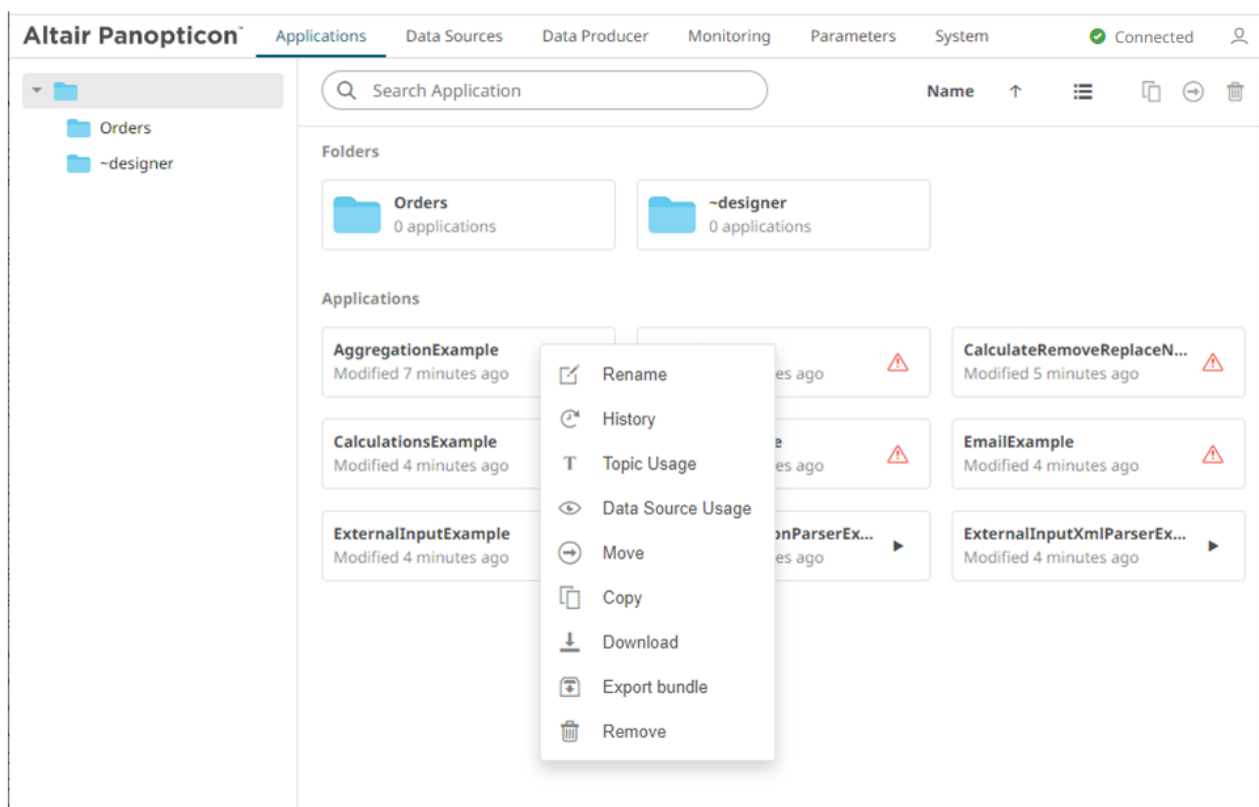 Altair Panopticon™
Applications
Data Sources
Data Producer
Monitoring
Parameters
System
Connected
Search Application
Name
Orders
~designer
Folders
Orders
0 applications
~designer
0 applications
Applications
AggregationExample
Modified 7 minutes ago
es ago
CalculateRemoveReplaceN...
Modified 5 minutes ago
CalculationsExample
Modified 4 minutes ago
e
es ago
EmailExample
Modified 4 minutes ago
ExternalInputExample
Modified 4 minutes ago
onParserEx...
es ago
ExternalInputXmlParserEx...
Modified 4 minutes ago
Rename
History
T Topic Usage
Data Source Usage
Move
Copy
Download
Export bundle
Remove